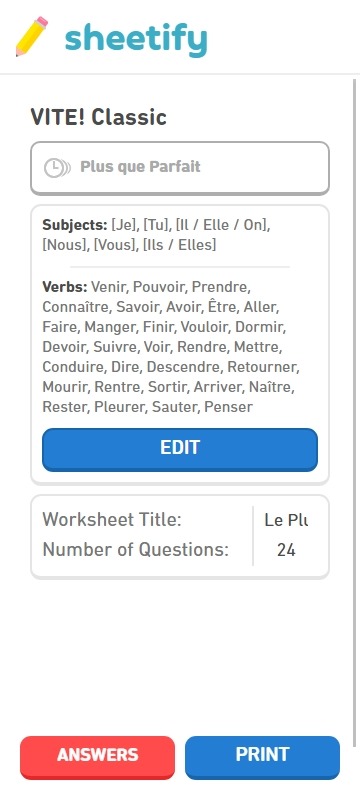 sheetify
VITE! Classic
Plus que Parfait
Subjects: [Je], [Tu], [Il / Elle / On],
[Nous], [Vous], [Ils / Elles]
Verbs: Venir, Pouvoir, Prendre,
Connaître, Savoir, Avoir, Être, Aller,
Faire, Manger, Finir, Vouloir, Dormir,
Devoir, Suivre, Voir, Rendre, Mettre,
Conduire, Dire, Descendre, Retourner,
Mourir, Rentre, Sortir, Arriver, Naître,
Rester, Pleurer, Sauter, Penser
EDIT
Worksheet Title: Le Plu
Number of Questions: 24
ANSWERS PRINT